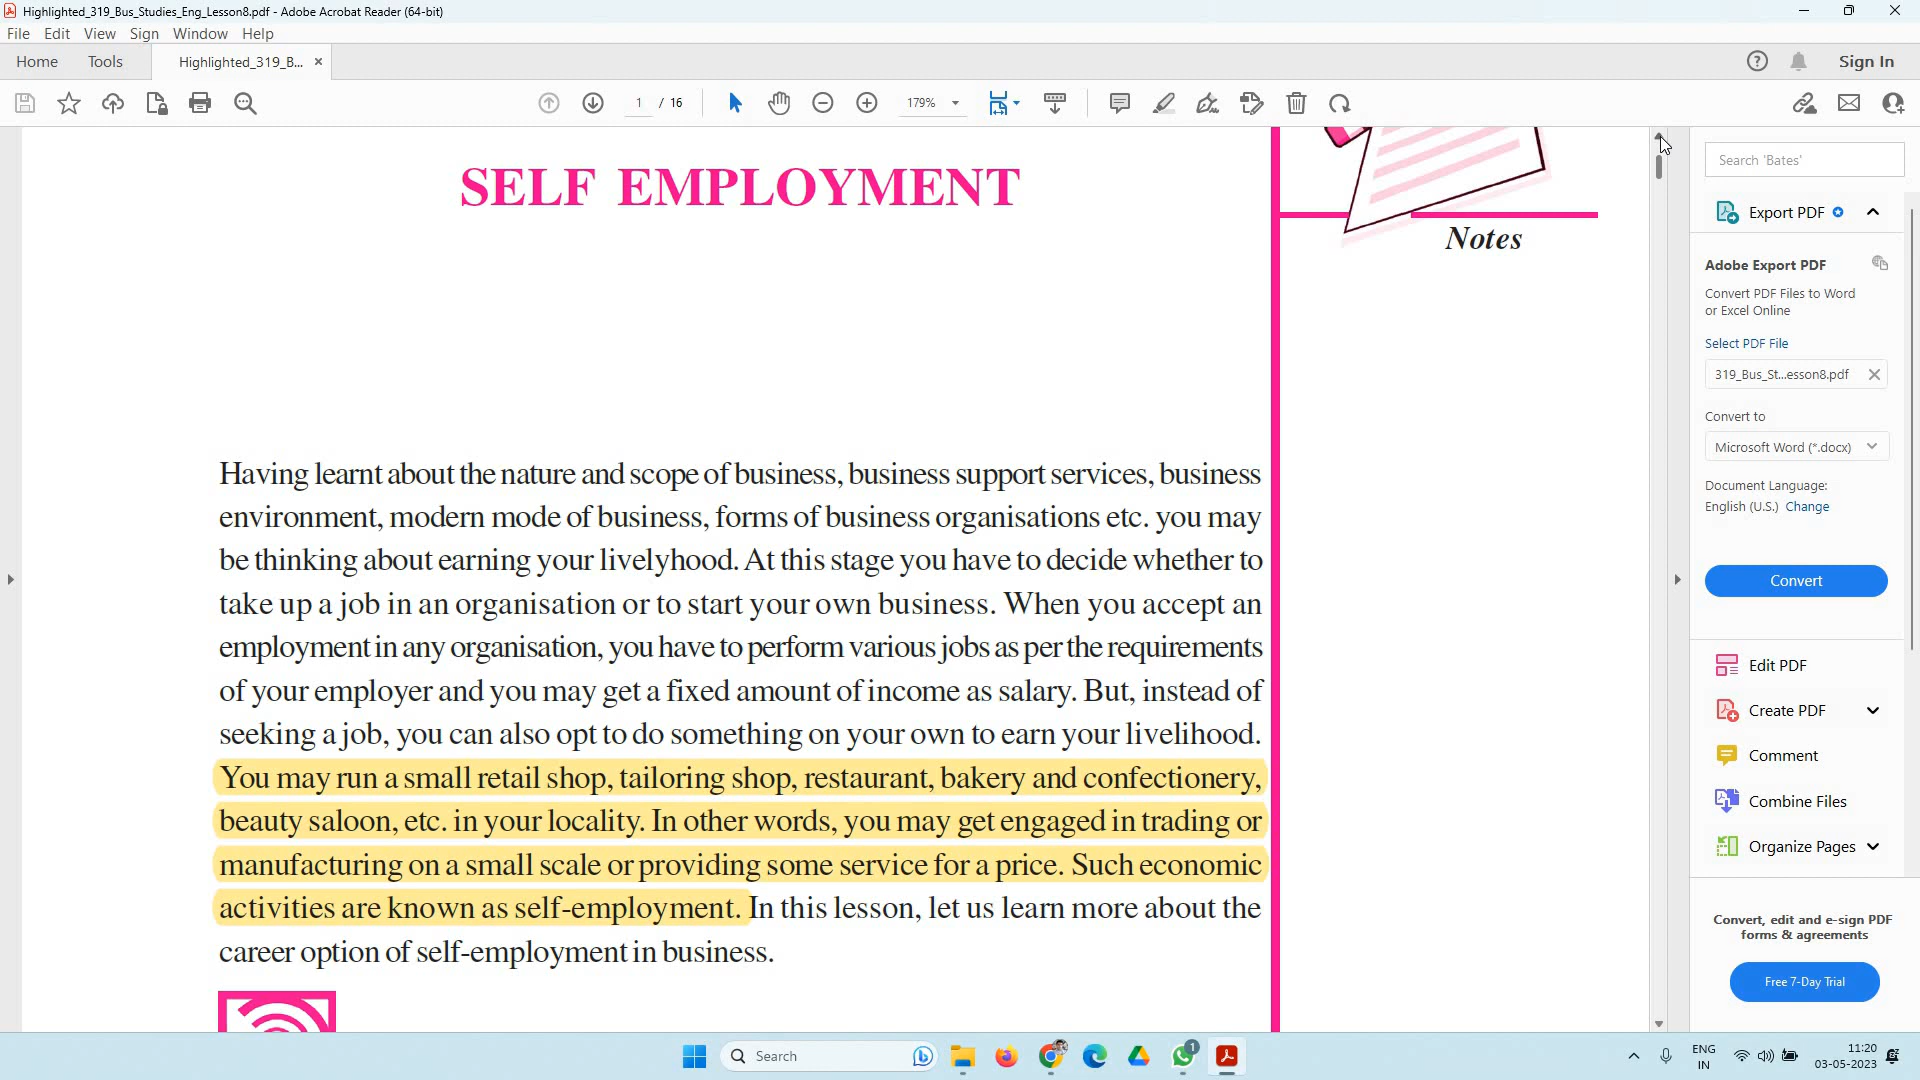 Highlighted_319_Bus_Studies_Eng_Lesson8.pdf - Adobe Acrobat Reader (64-bit)
File Edit View Sign Window Help
Home Tools Highlighted_319_B... × Sign In
1 / 16 179%
SELF EMPLOYMENT
Notes
Having learnt about the nature and scope of business, business support services, business
environment, modern mode of business, forms of business organisations etc. you may
be thinking about earning your livelyhood. At this stage you have to decide whether to
take up a job in an organisation or to start your own business. When you accept an
employment in any organisation, you have to perform various jobs as per the requirements
of your employer and you may get a fixed amount of income as salary. But, instead of
seeking a job, you can also opt to do something on your own to earn your livelihood.
You may run a small retail shop, tailoring shop, restaurant, bakery and confectionery,
beauty saloon, etc. in your locality. In other words, you may get engaged in trading or
manufacturing on a small scale or providing some service for a price. Such economic
activities are known as self-employment. In this lesson, let us learn more about the
career option of self-employment in business.
Search 'Bates'
Export PDF
Adobe Export PDF
Convert PDF Files to Word
or Excel Online
Select PDF File
319_Bus_St...esson8.pdf
Convert to
Microsoft Word (*.docx)
Document Language:
English (U.S.) Change
Convert
Edit PDF
Create PDF
Comment
Combine Files
Organize Pages
Convert, edit and e-sign PDF
forms & agreements
Free 7-Day Trial
Search
1
ENG
IN
11:20
03-05-2023